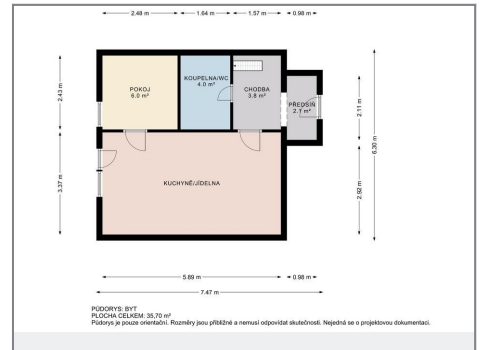 2.48 m
1.64 m
1.57 m
0.98 m
2.43 m
3.37 m
POKOJ
6.0 m²
KOUPELNA/WC
4.0 m²
CHODBA
3.8 m²
PŘEDSÍŇ
2.1 m²
2.11 m
2.92 m
6.30 m
KUCHYNĚ/JÍDELNA
5.89 m
0.98 m
7.47 m
PŮDORYS: BYT
PLOCHA CELKEM: 35,70 m²
Půdorys je pouze orientační. Rozměry jsou přibližné a nemusí odpovídat skutečnosti. Nejedná se o projektovou dokumentaci.